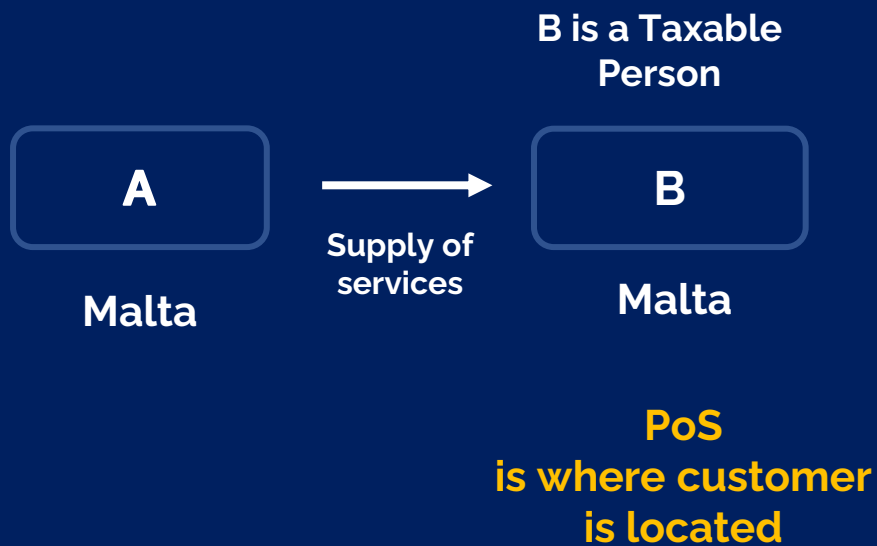 B is a Taxable
Person
A
B
Supply of
services
Malta
Malta
PoS
is where customer
is located